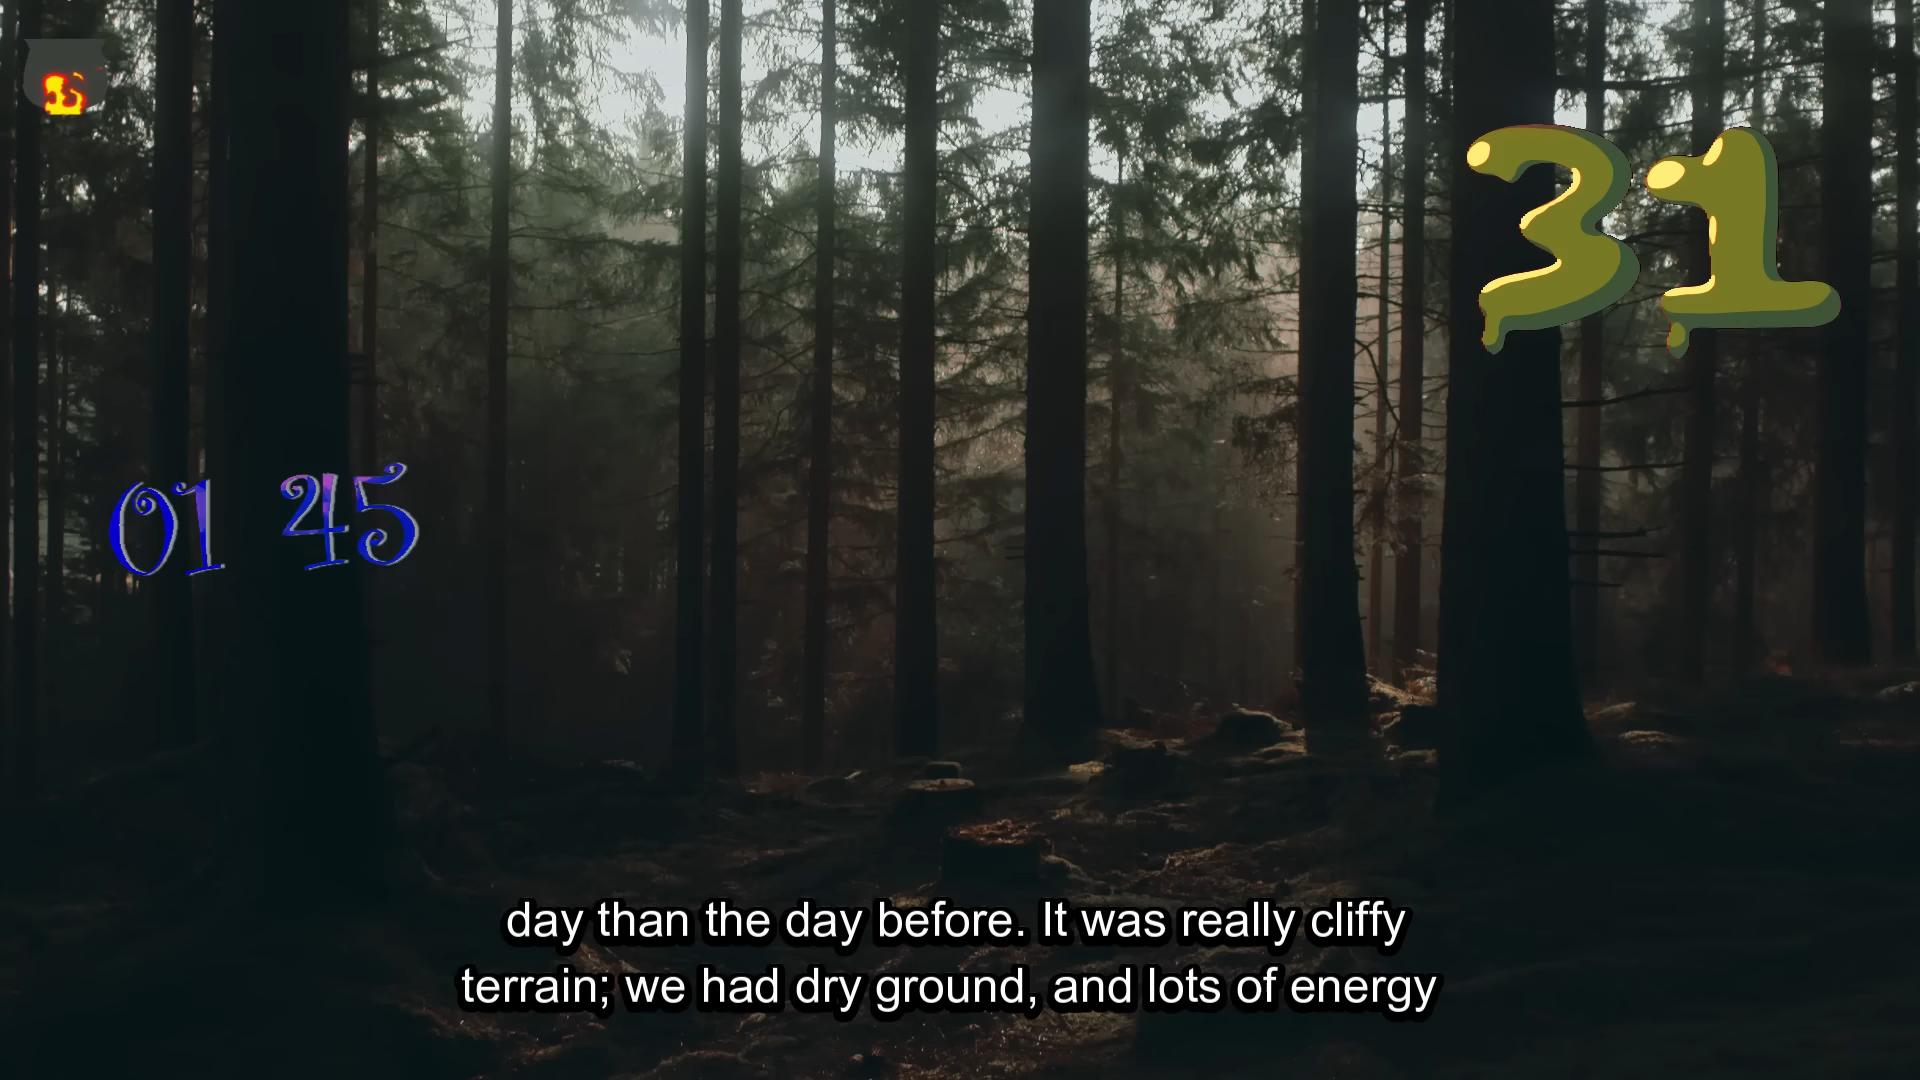 31
01 45
day than the day before. It was really cliffy
terrain; we had dry ground, and lots of energy